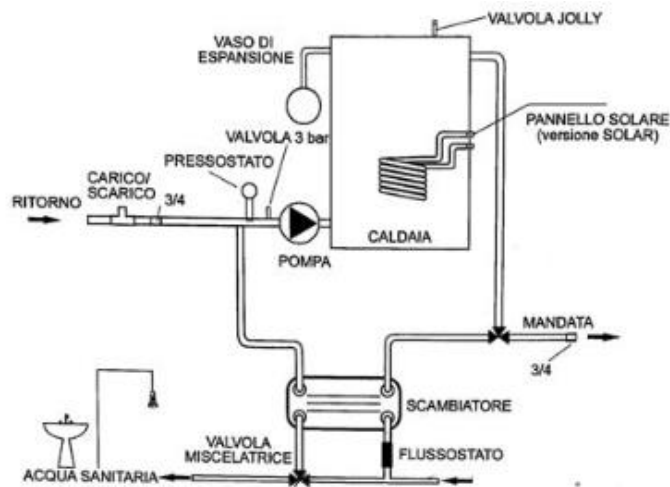 VALVOLA JOLLY
VASO DI
ESPANSIONE
PANNELLO SOLARE
(versione SOLAR)
VALVOLA 3 bar
PRESSOSTATO
CARICO/
SCARICO
3/4
RITORNO
CALDAIA
POMPA
MANDATA
3/4
SCAMBIATORE
VALVOLA
MISCELATRICE
FLUSSOSTATO
ACQUA SANITARIA